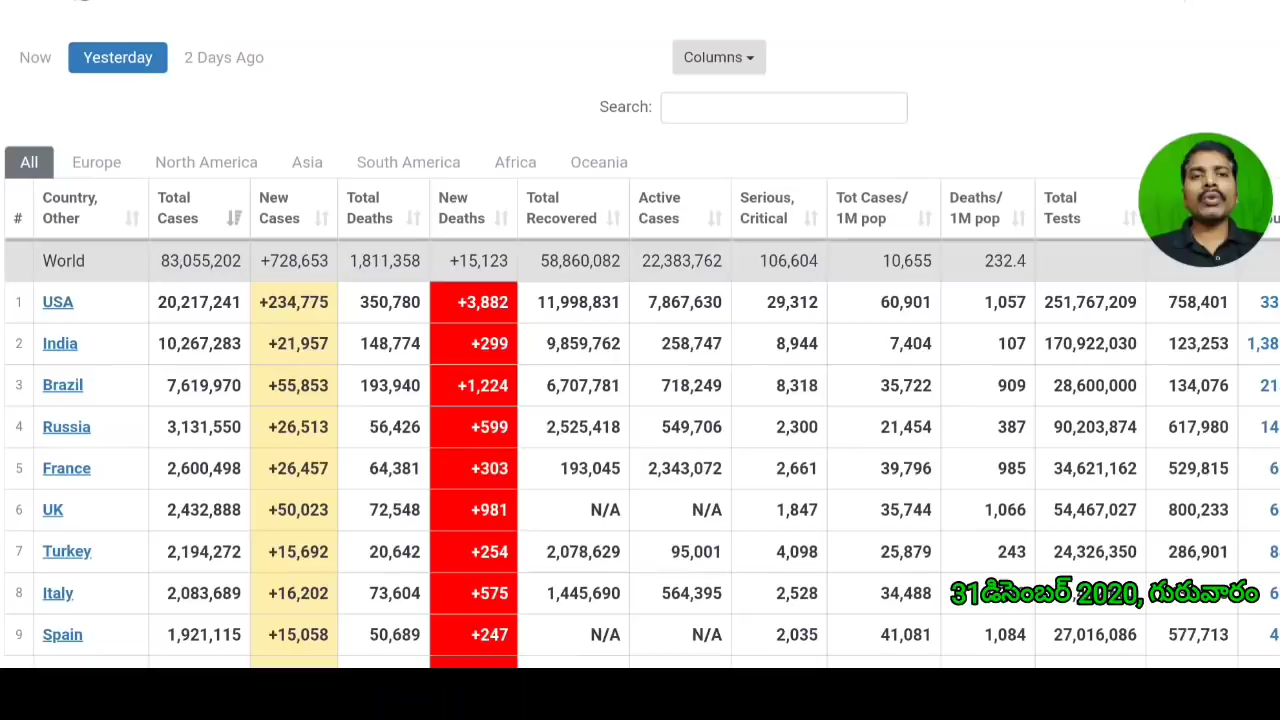 Now Yesterday 2 Days Ago Columns
Search:
All Europe North America Asia South America Africa Oceania
# Country, Other Total Cases New Cases Total Deaths New Deaths Total Recovered Active Cases Serious, Critical Tot Cases/ 1M pop Deaths/ 1M pop Total Tests
World 83,055,202 +728,653 1,811,358 +15,123 58,860,082 22,383,762 106,604 10,655 232.4
1 USA 20,217,241 +234,775 350,780 +3,882 11,998,831 7,867,630 29,312 60,901 1,057 251,767,209 758,401 33
2 India 10,267,283 +21,957 148,774 +299 9,859,762 258,747 8,944 7,404 107 170,922,030 123,253 1,38
3 Brazil 7,619,970 +55,853 193,940 +1,224 6,707,781 718,249 8,318 35,722 909 28,600,000 134,076 21
4 Russia 3,131,550 +26,513 56,426 +599 2,525,418 549,706 2,300 21,454 387 90,203,874 617,980 14
5 France 2,600,498 +26,457 64,381 +303 193,045 2,343,072 2,661 39,796 985 34,621,162 529,815 6
6 UK 2,432,888 +50,023 72,548 +981 N/A N/A 1,847 35,744 1,066 54,467,027 800,233 6
7 Turkey 2,194,272 +15,692 20,642 +254 2,078,629 95,001 4,098 25,879 243 24,326,350 286,901 8
8 Italy 2,083,689 +16,202 73,604 +575 1,445,690 564,395 2,528 34,488 6
31డిసెంబర్ 2020, గురువారం
9 Spain 1,921,115 +15,058 50,689 +247 N/A N/A 2,035 41,081 1,084 27,016,086 577,713 4